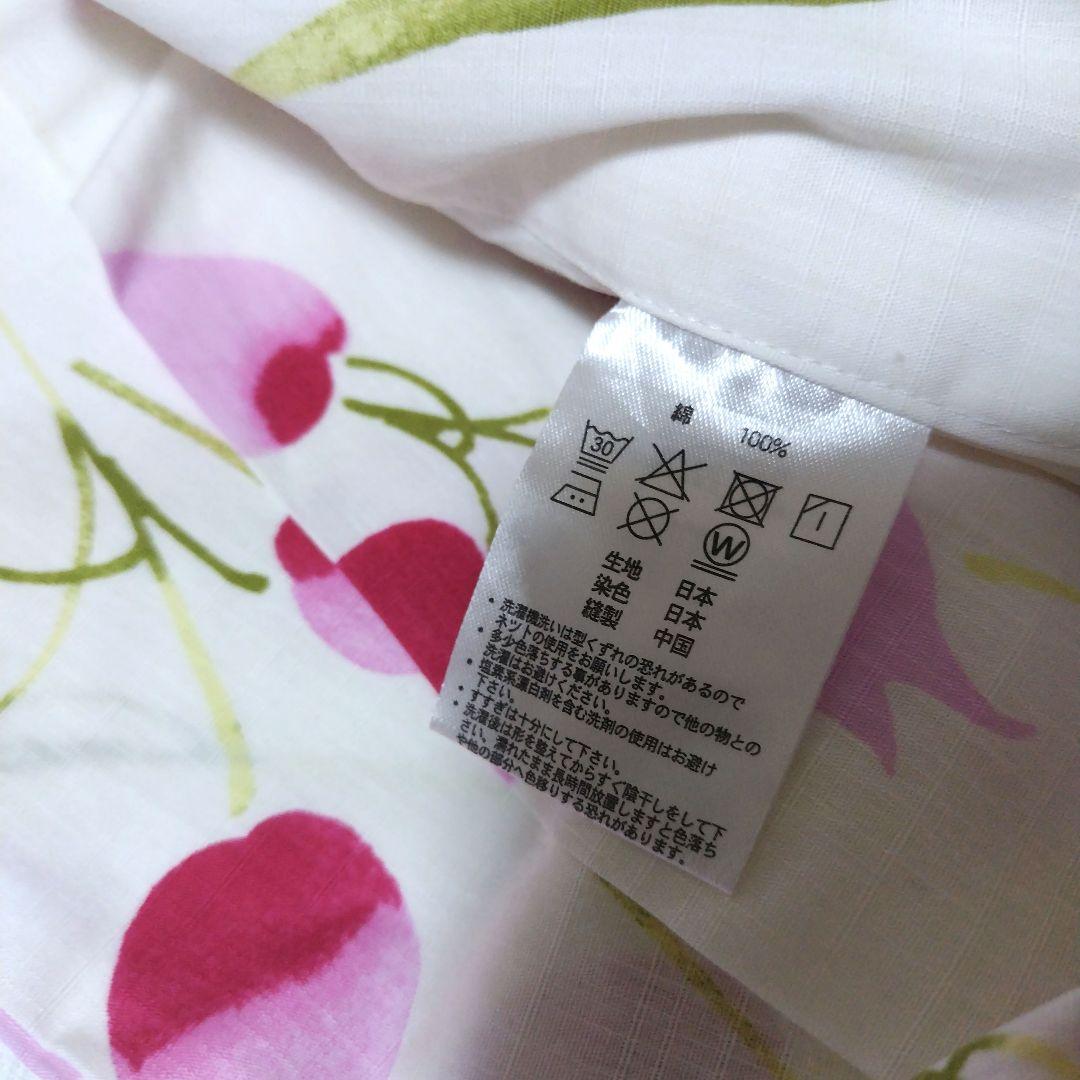 綿 100%
30
W
生地 日本
染色 日本
縫製 中国
・洗濯機洗いは型くずれの恐れがあるので
ネットの使用をお願いします。
・多少色落ちする事がありますので他の物との
洗濯はお避けください。
・塩素系漂白剤を含む洗剤の使用はお避け
下さい。
・すすぎは十分にして下さい。
・洗濯後は形を整えてからすぐ陰干しをして下
さい、濡れたまま長時間放置しますと色落ち
や他の部分へ色移りする恐れがあります。